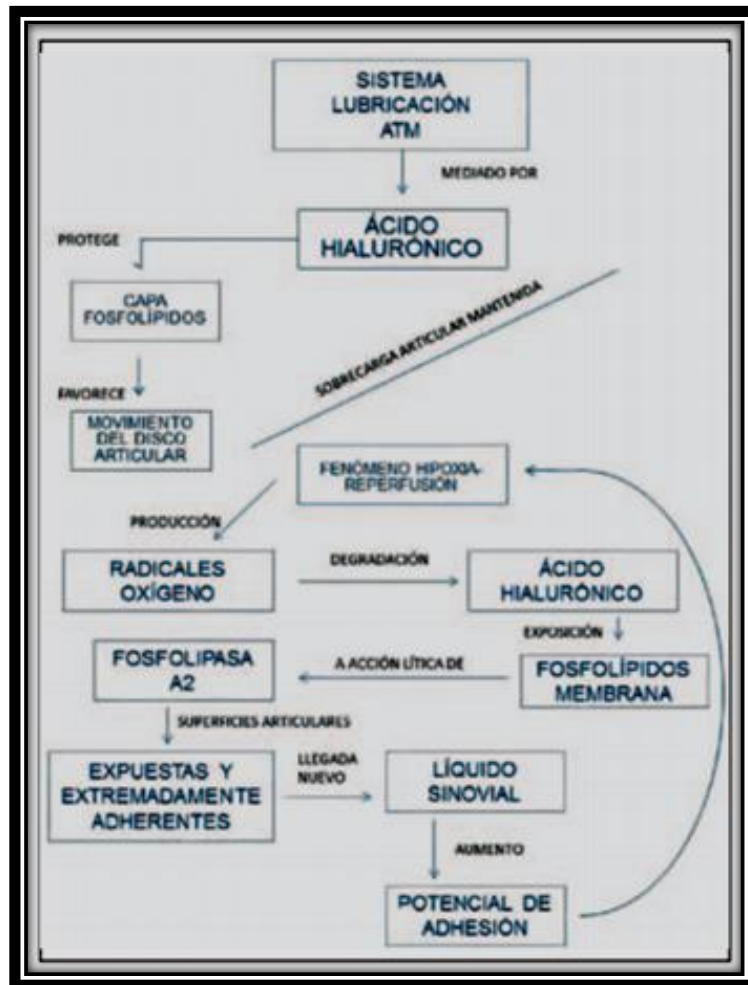 SISTEMA
LUBRICACIÓN
ATM
MEDIADO POR
ÁCIDO
HIALURÓNICO
PROTEGE
CAPA
FOSFOLÍPIDOS
FAVORECE
MOVIMIENTO
DEL DISCO
ARTICULAR
SOBRECARGA ARTICULAR MANTENIDA
FENÓMENO HIPOXIA-
REPERFUSIÓN
PRODUCCIÓN
RADICALES
OXÍGENO
DEGRADACIÓN
ÁCIDO
HIALURÓNICO
EXPOSICIÓN
FOSFOLÍPIDOS
MEMBRANA
A ACCIÓN LÍTICA DE
FOSFOLIPASA
A2
SUPERFICIES ARTICULARES
EXPUESTAS Y
EXTREMADAMENTE
ADHERENTES
LLEGADA
NUEVO
LÍQUIDO
SINOVIAL
AUMENTO
POTENCIAL DE
ADHESIÓN